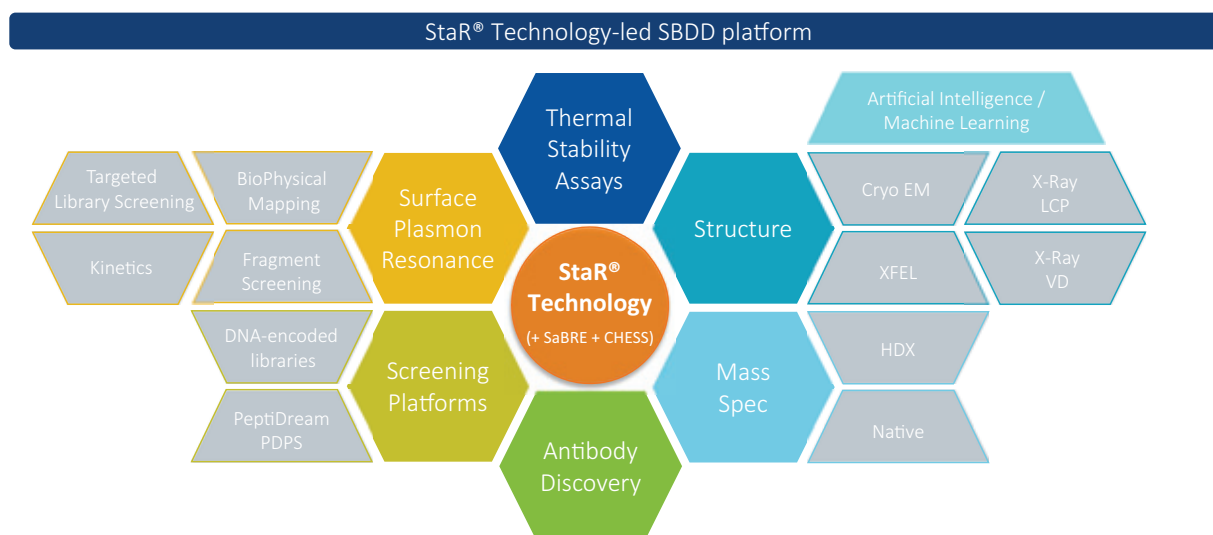 StaR® Technology-led SBDD platform
Targeted
Library Screening
Kinetics
BioPhysical
Mapping
Fragment
Screening
DNA-encoded
libraries
PeptiDream
PDPS
Surface
Plasmon
Resonance
Screening
Platforms
Thermal
Stability
Assays
StaR®
Technology
(+ SaBRE + CHESS)
Antibody
Discovery
Structure
Mass
Spec
Artificial Intelligence /
Machine Learning
Cryo EM
X-Ray
LCP
XFEL
X-Ray
VD
HDX
Native